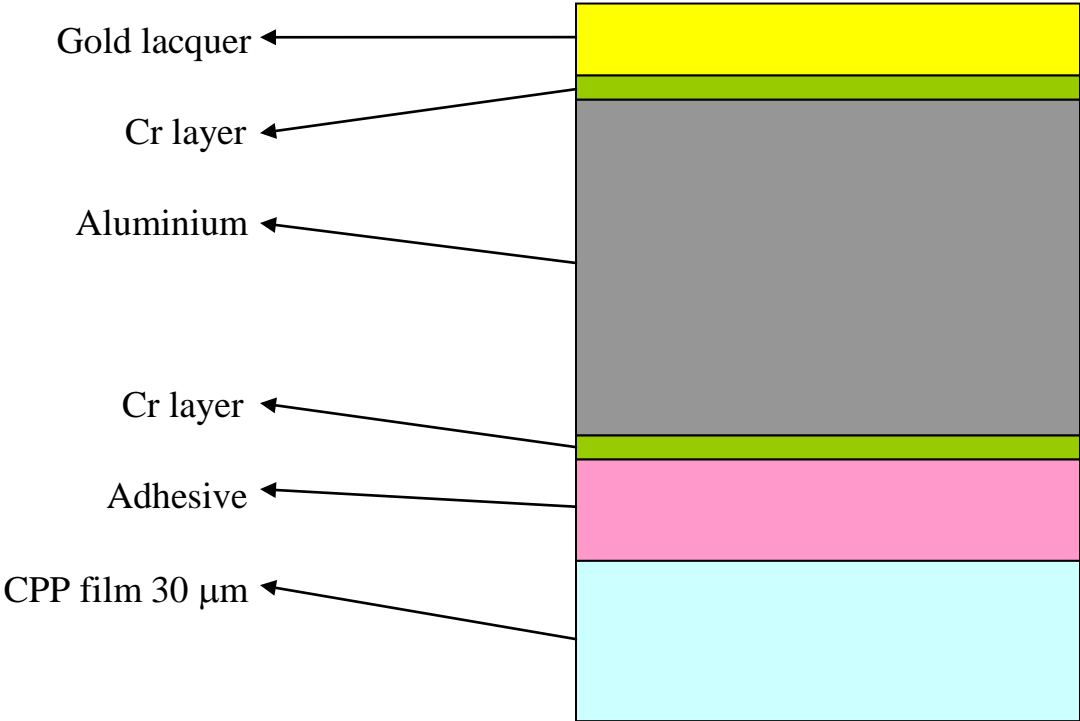 Gold lacquer
Cr layer
Aluminium
Cr layer
Adhesive
CPP film 30 μm